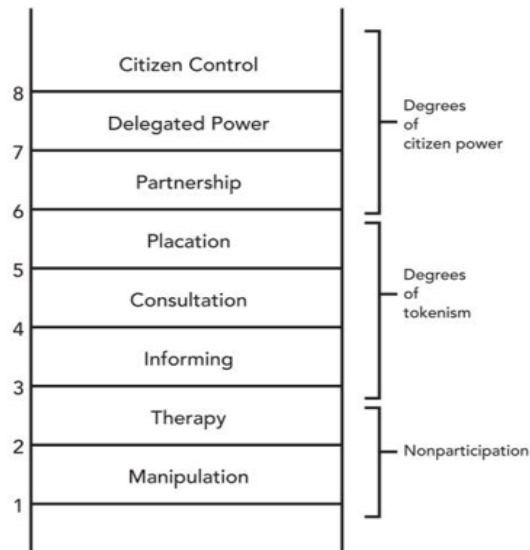 Citizen Control
8
Delegated Power
7
Partnership
6
Degrees
of
citizen power
Placation
5
Consultation
4
Informing
3
Degrees
of
tokenism
Therapy
2
Manipulation
1
Nonparticipation